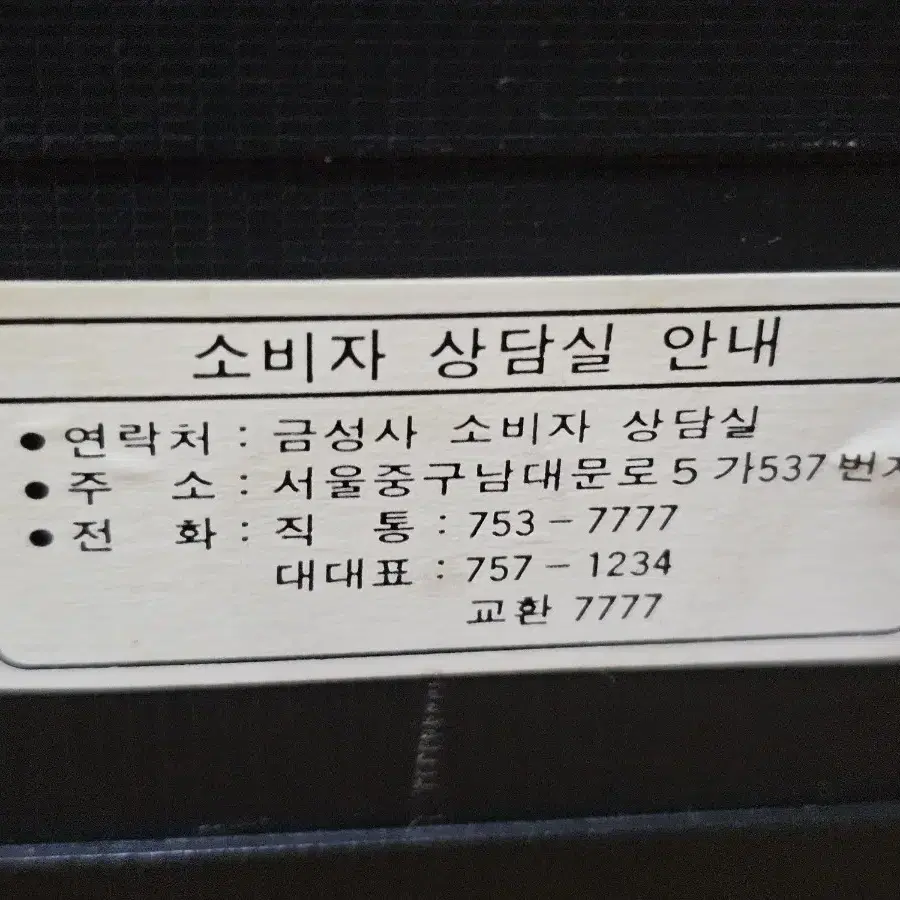 소비자 상담실 안내
● 연락처 : 금성사 소비자 상담실
● 주 소 : 서울중구남대문로 5 가537 번지
● 전 화 : 직 통 : 753 – 7777
대대표 : 757 – 1234
교환 7777